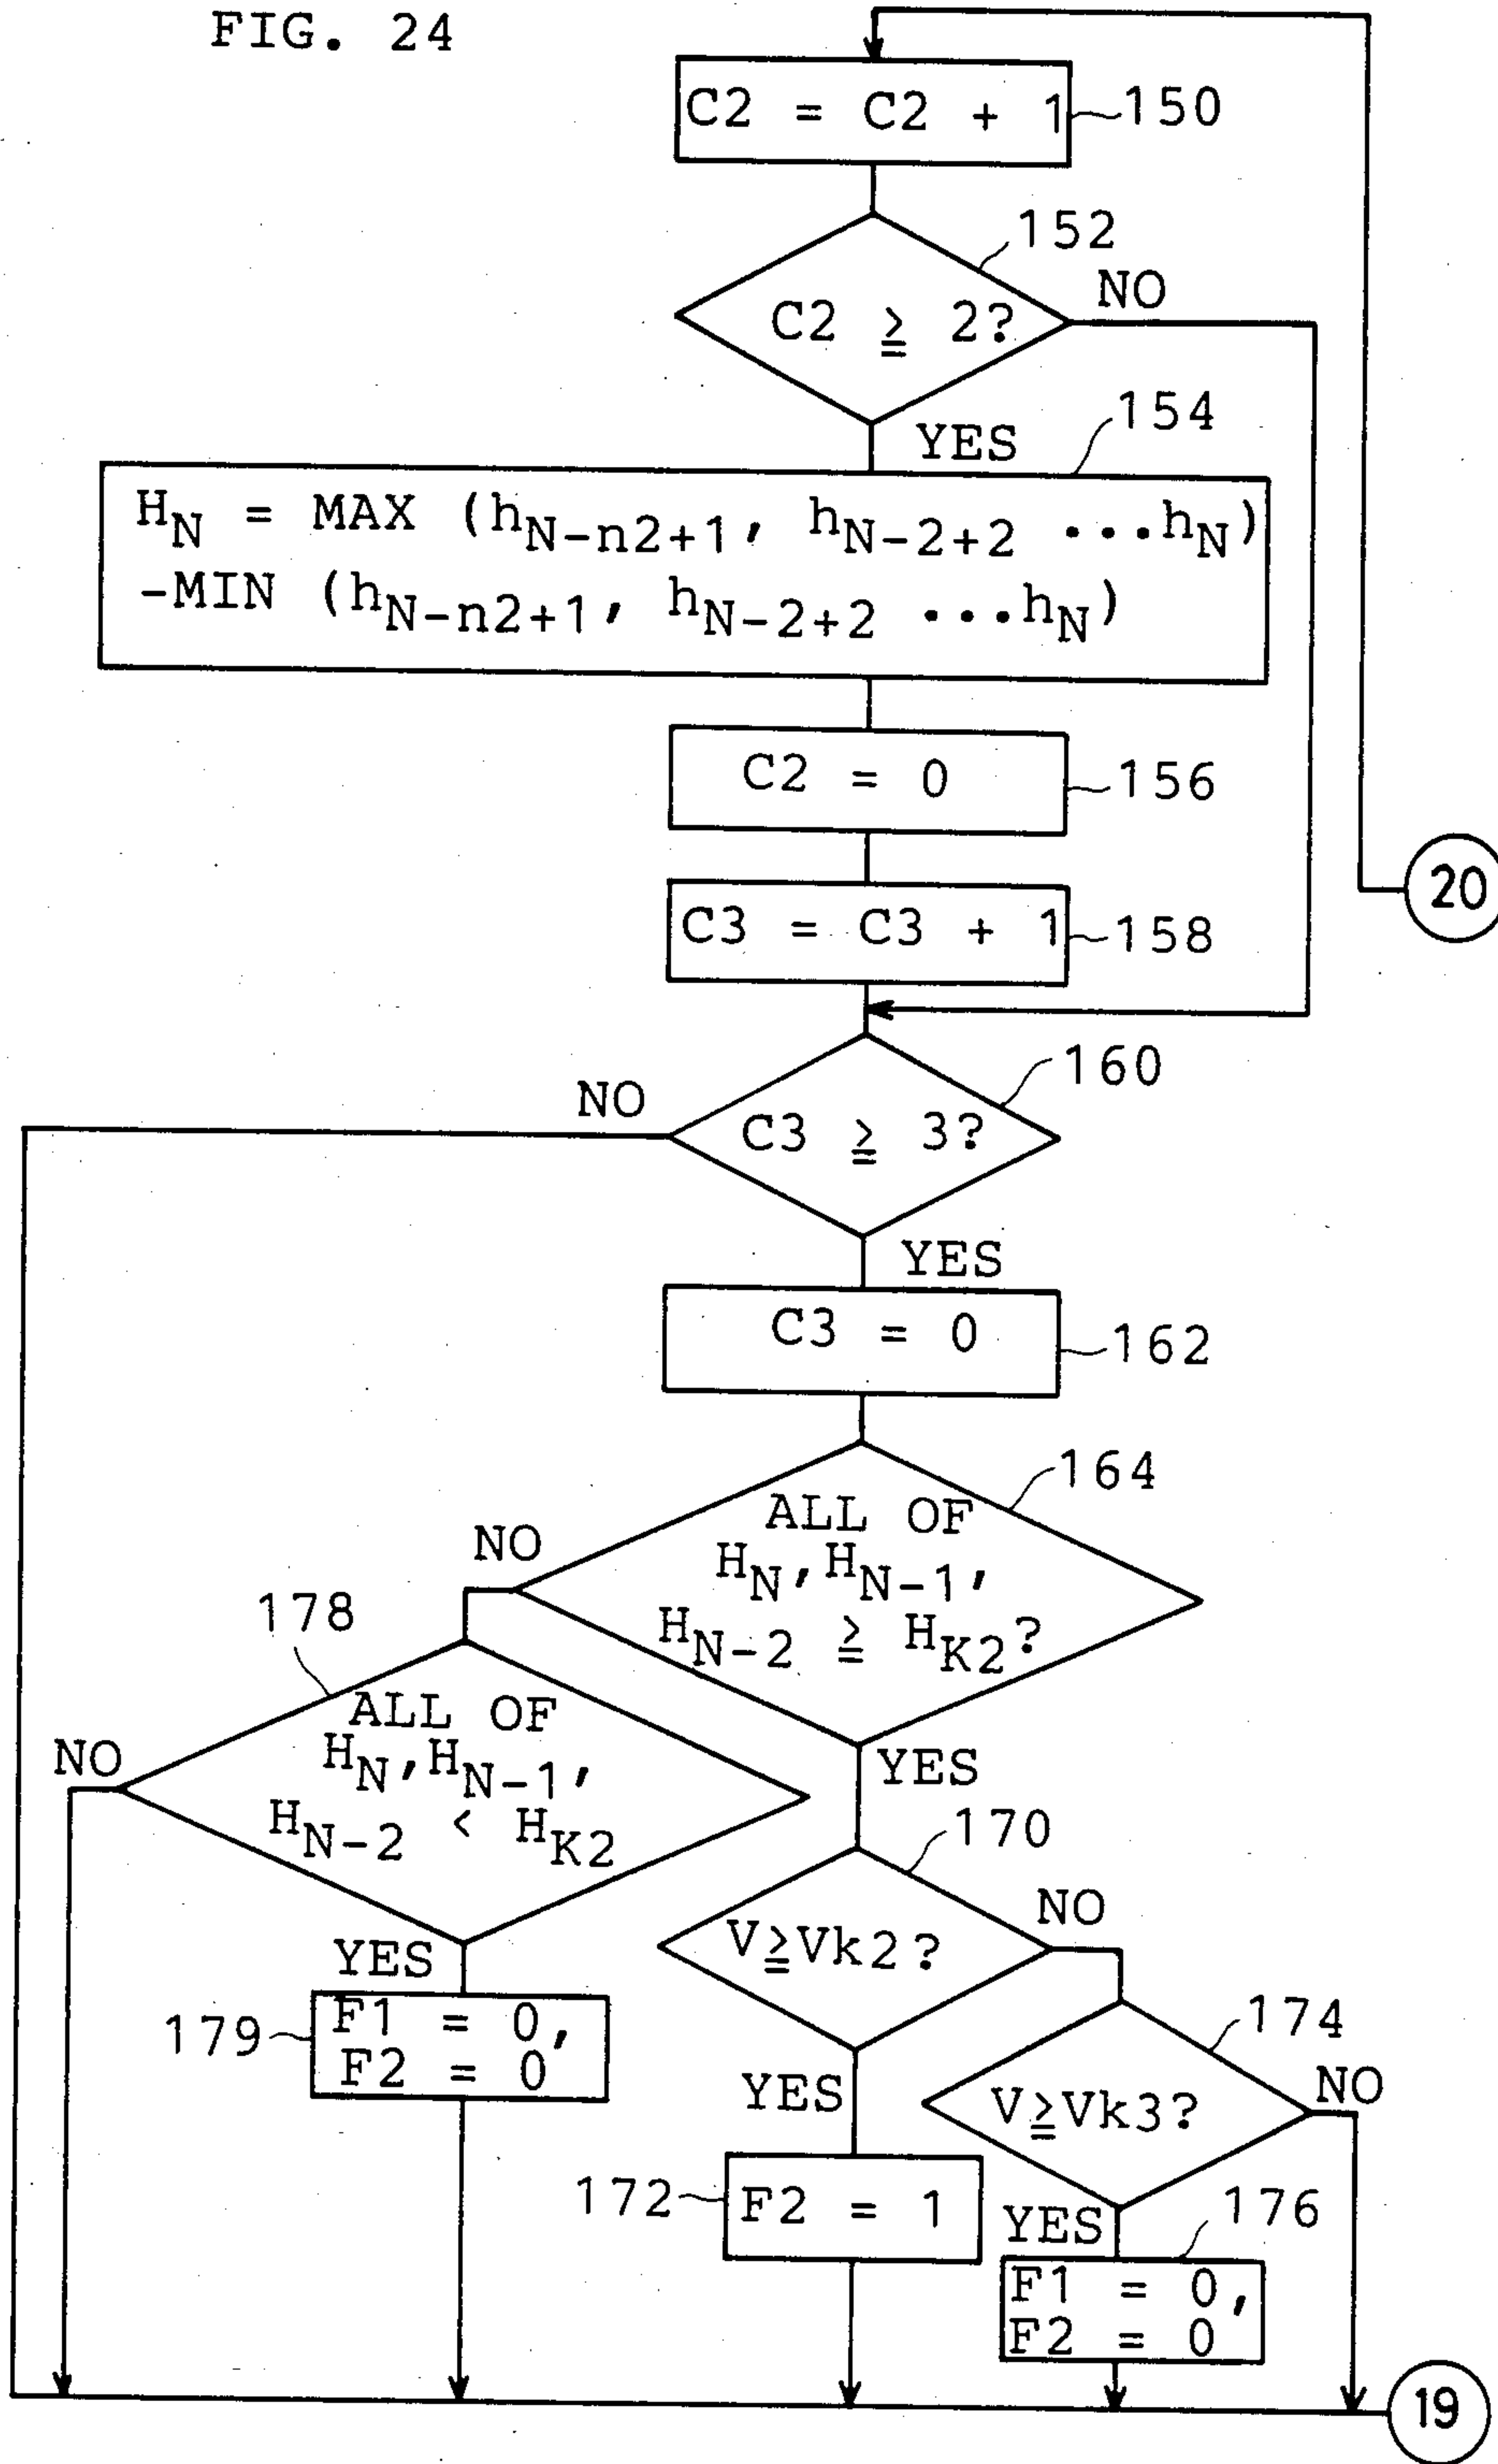 FIG. 24
C2 = C2 + 1
150
152
C2 ≧ 2?
NO
YES
154
H_N = MAX (h_N-n2+1, h_N-2+2 ...h_N)
-MIN (h_N-n2+1, h_N-2+2 ...h_N)
C2 = 0
156
20
C3 = C3 + 1
158
160
NO
C3 ≧ 3?
YES
C3 = 0
162
164
NO
ALL OF
H_N, H_N-1,
H_N-2 ≧ H_K2?
YES
178
NO
ALL OF
H_N, H_N-1,
H_N-2 < H_K2
YES
170
NO
V≧Vk2?
YES
179
F1 = 0,
F2 = 0
174
NO
V≧Vk3?
YES
172
F2 = 1
176
F1 = 0,
F2 = 0
19